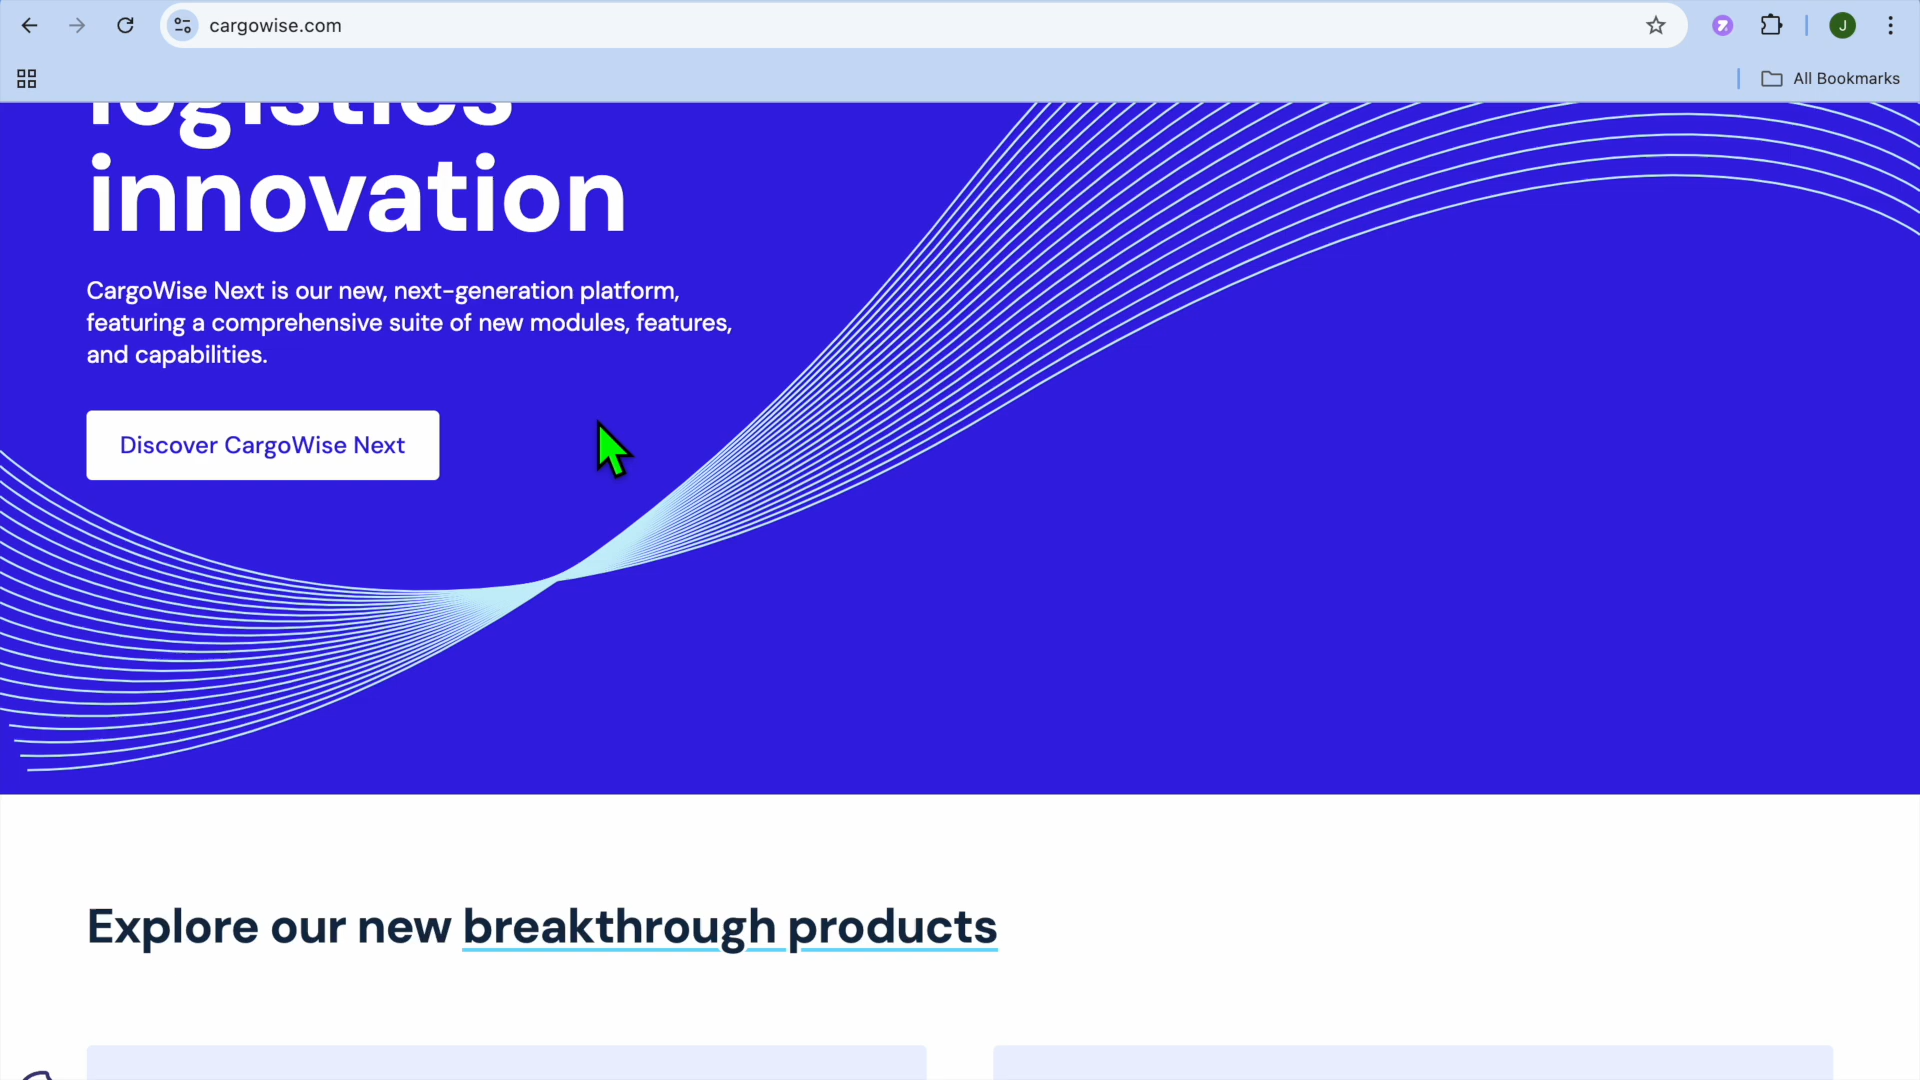 cargowise.com
J
All Bookmarks
logistics
innovation
CargoWise Next is our new, next-generation platform,
featuring a comprehensive suite of new modules, features,
and capabilities.
Discover CargoWise Next
Explore our new breakthrough products